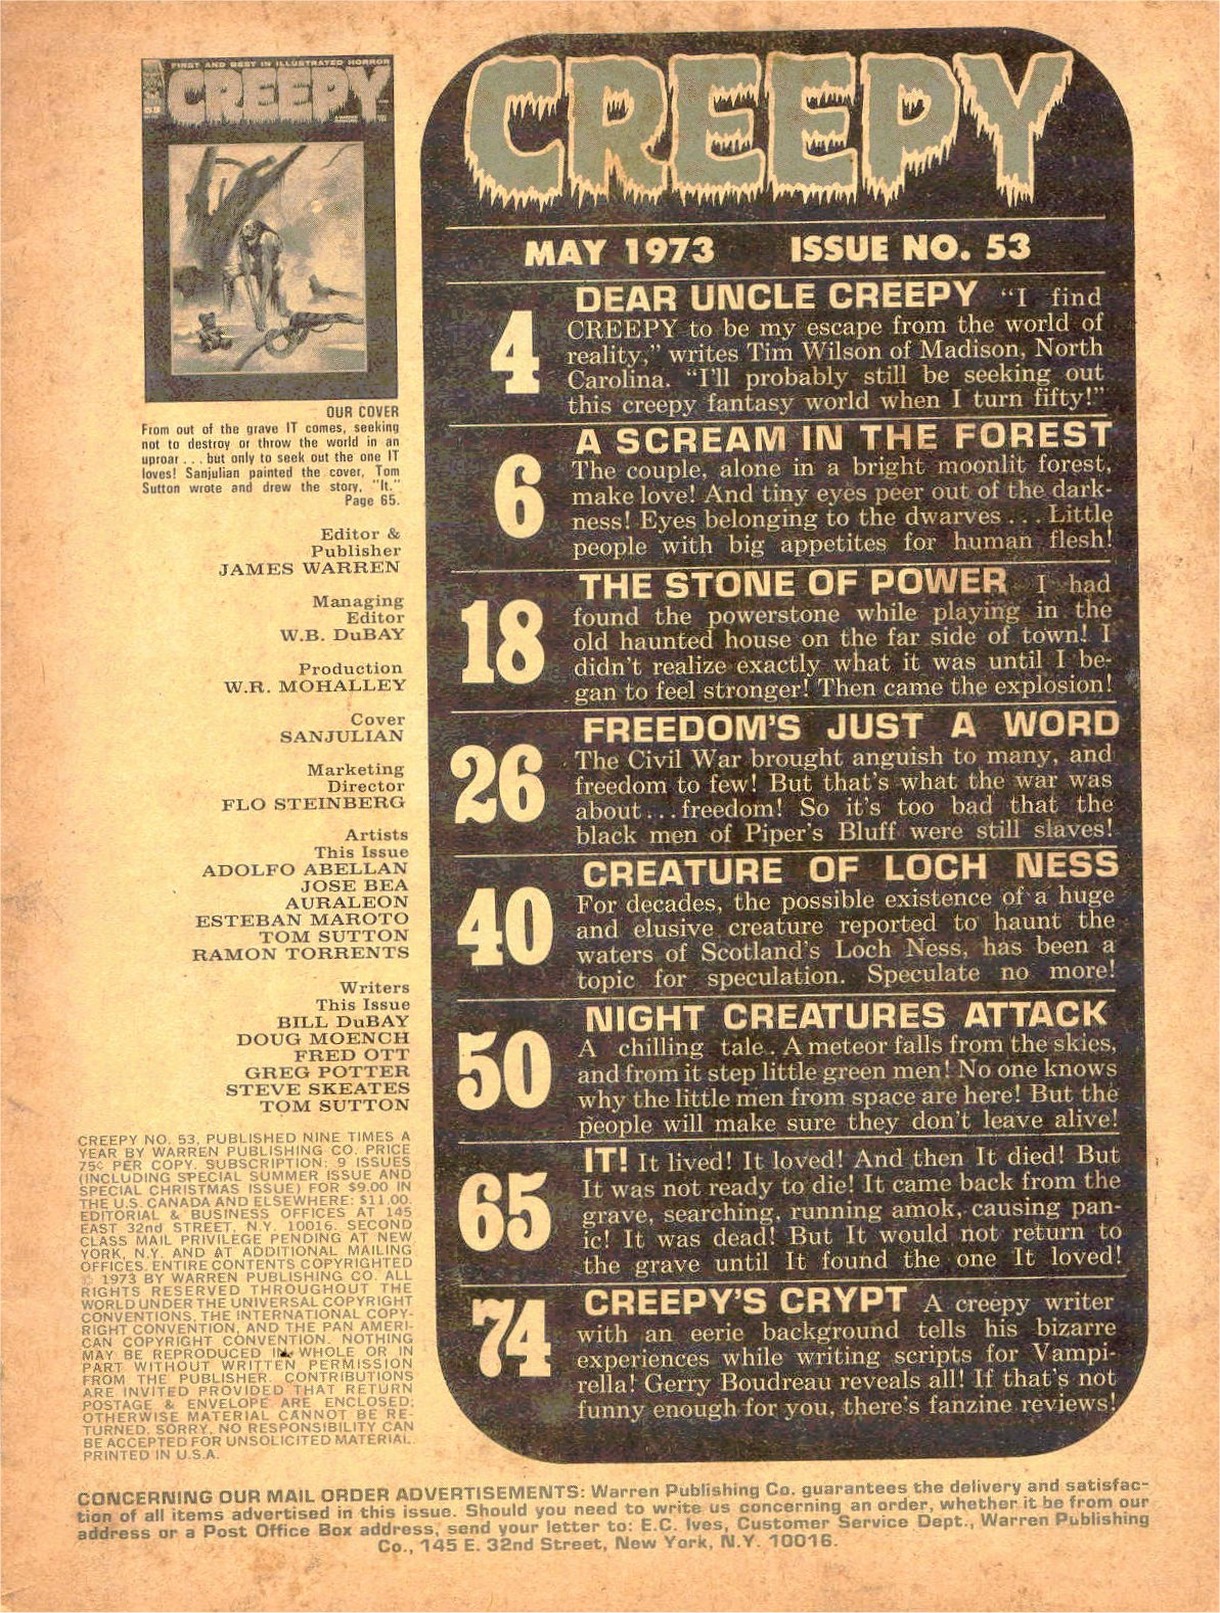 FIRST AND BEST IN ILLUSTRATED HORROR
CREEPY
53
OUR COVER
From out of the grave IT comes, seeking
not to destroy or throw the world in an
uproar . . . but only to seek out the one IT
loves! Sanjulian painted the cover, Tom
Sutton wrote and drew the story, "It."
Page 65.
Editor &
Publisher
JAMES WARREN
Managing
Editor
W.B. DuBAY
Production
W.R. MOHALLEY
Cover
SANJULIAN
Marketing
Director
FLO STEINBERG
Artists
This Issue
ADOLFO ABELLAN
JOSE BEA
AURALEON
ESTEBAN MAROTO
TOM SUTTON
RAMON TORRENTS
Writers
This Issue
BILL DuBAY
DOUG MOENCH
FRED OTT
GREG POTTER
STEVE SKEATES
TOM SUTTON
CREEPY NO. 53, PUBLISHED NINE TIMES A
YEAR BY WARREN PUBLISHING CO. PRICE
75¢ PER COPY. SUBSCRIPTION: 9 ISSUES
(INCLUDING SPECIAL SUMMER ISSUE AND
SPECIAL CHRISTMAS ISSUE) FOR $9.00 IN
THE U.S. CANADA AND ELSEWHERE: $11.00.
EDITORIAL & BUSINESS OFFICES AT 145
EAST 32nd STREET, N.Y. 10016. SECOND
CLASS MAIL PRIVILEGE PENDING AT NEW
YORK, N.Y. AND AT ADDITIONAL MAILING
OFFICES. ENTIRE CONTENTS COPYRIGHTED
© 1973 BY WARREN PUBLISHING CO. ALL
RIGHTS RESERVED THROUGHOUT THE
WORLD UNDER THE UNIVERSAL COPYRIGHT
CONVENTIONS, THE INTERNATIONAL COPY-
RIGHT CONVENTION, AND THE PAN AMERI-
CAN COPYRIGHT CONVENTION. NOTHING
MAY BE REPRODUCED IN WHOLE OR IN
PART WITHOUT WRITTEN PERMISSION
FROM THE PUBLISHER. CONTRIBUTIONS
ARE INVITED PROVIDED THAT RETURN
POSTAGE & ENVELOPE ARE ENCLOSED;
OTHERWISE MATERIAL CANNOT BE RE-
TURNED. SORRY, NO RESPONSIBILITY CAN
BE ACCEPTED FOR UNSOLICITED MATERIAL.
PRINTED IN U.S.A.
CREEPY
MAY 1973 ISSUE NO. 53
4
DEAR UNCLE CREEPY "I find
CREEPY to be my escape from the world of
reality," writes Tim Wilson of Madison, North
Carolina. "I'll probably still be seeking out
this creepy fantasy world when I turn fifty!"
6
A SCREAM IN THE FOREST
The couple, alone in a bright moonlit forest,
make love! And tiny eyes peer out of the dark-
ness! Eyes belonging to the dwarves . . . Little
people with big appetites for human flesh!
18
THE STONE OF POWER I had
found the powerstone while playing in the
old haunted house on the far side of town! I
didn't realize exactly what it was until I be-
gan to feel stronger! Then came the explosion!
26
FREEDOM'S JUST A WORD
The Civil War brought anguish to many, and
freedom to few! But that's what the war was
about . . . freedom! So it's too bad that the
black men of Piper's Bluff were still slaves!
40
CREATURE OF LOCH NESS
For decades, the possible existence of a huge
and elusive creature reported to haunt the
waters of Scotland's Loch Ness, has been a
topic for speculation. Speculate no more!
50
NIGHT CREATURES ATTACK
A chilling tale. A meteor falls from the skies,
and from it step little green men! No one knows
why the little men from space are here! But the
people will make sure they don't leave alive!
65
IT! It lived! It loved! And then It died! But
It was not ready to die! It came back from the
grave, searching, running amok, causing pan-
ic! It was dead! But It would not return to
the grave until It found the one It loved!
74
CREEPY'S CRYPT A creepy writer
with an eerie background tells his bizarre
experiences while writing scripts for Vampi-
rella! Gerry Boudreau reveals all! If that's not
funny enough for you, there's fanzine reviews!
CONCERNING OUR MAIL ORDER ADVERTISEMENTS: Warren Publishing Co. guarantees the delivery and satisfac-
tion of all items advertised in this issue. Should you need to write us concerning an order, whether it be from our
address or a Post Office Box address, send your letter to: E.C. Ives, Customer Service Dept., Warren Publishing
Co., 145 E. 32nd Street, New York, N.Y. 10016.